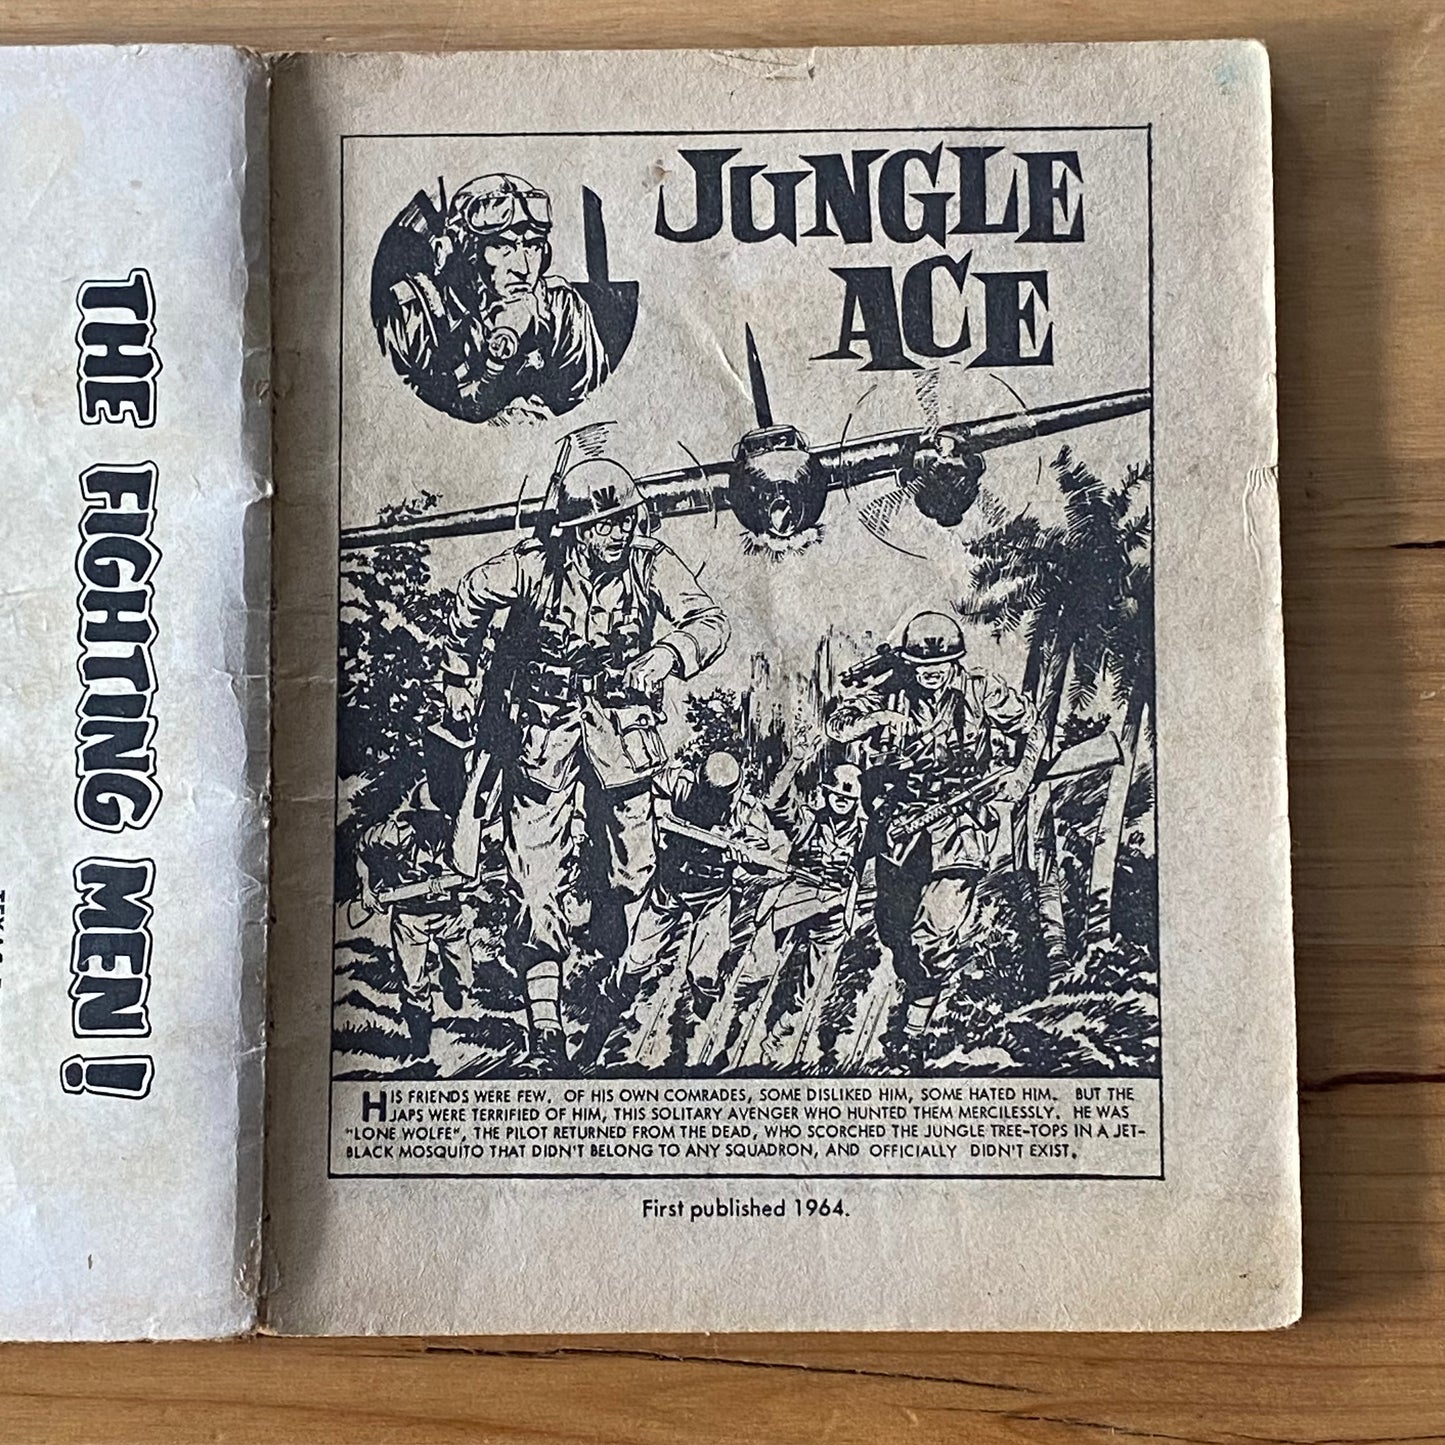 THE FIGHTING MEN!
JUNGLE
ACE
HIS FRIENDS WERE FEW. OF HIS OWN COMRADES, SOME DISLIKED HIM, SOME HATED HIM. BUT THE
JAPS WERE TERRIFIED OF HIM, THIS SOLITARY AVENGER WHO HUNTED THEM MERCILESSLY. HE WAS
"LONE WOLFE", THE PILOT RETURNED FROM THE DEAD, WHO SCORCHED THE JUNGLE TREE-TOPS IN A JET-
BLACK MOSQUITO THAT DIDN'T BELONG TO ANY SQUADRON, AND OFFICIALLY DIDN'T EXIST.
First published 1964.